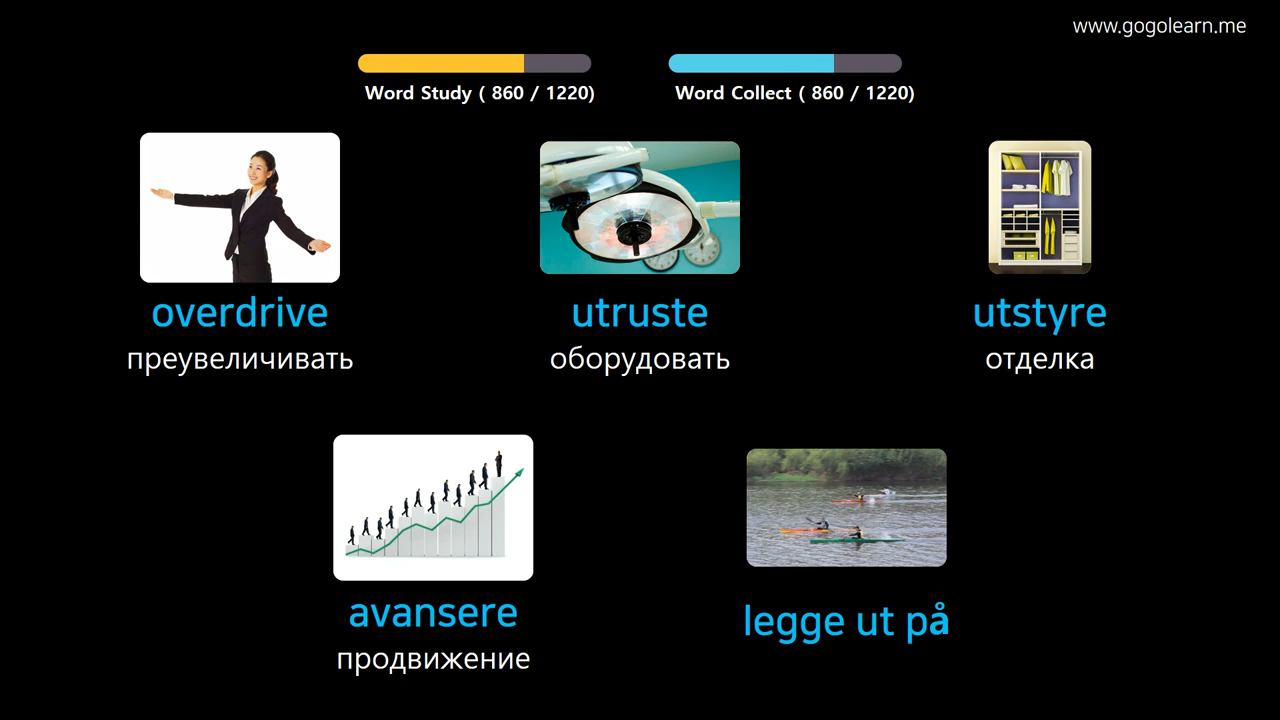 www.gogolearn.me
Word Study ( 860 / 1220)
Word Collect ( 860 / 1220)
overdrive
преувеличивать
utruste
оборудовать
utstyre
отделка
avansere
продвижение
legge ut på